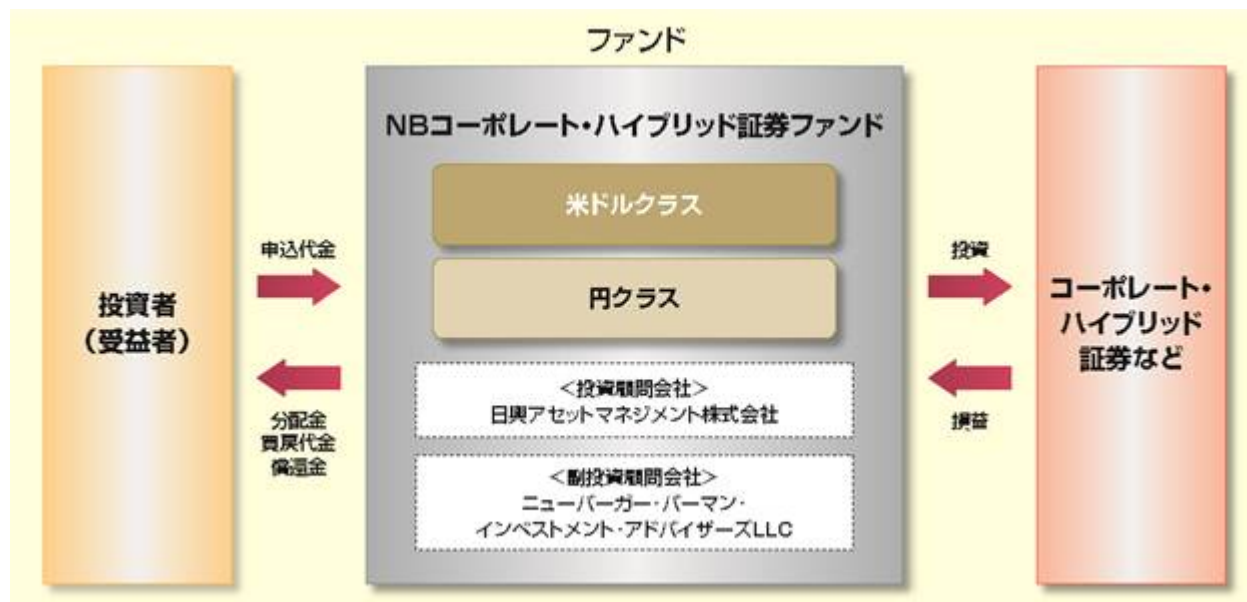 ファンド
投資者
（受益者）
申込代金
分配金
買戻代金
償還金
NBコーポレート・ハイブリッド証券ファンド
米ドルクラス
円クラス
＜投資顧問会社＞
日興アセットマネジメント株式会社
＜副投資顧問会社＞
ニューバーガー・バーマン・
インベストメント・アドバイザーズLLC
投資
損益
コーポレート・
ハイブリッド
証券など